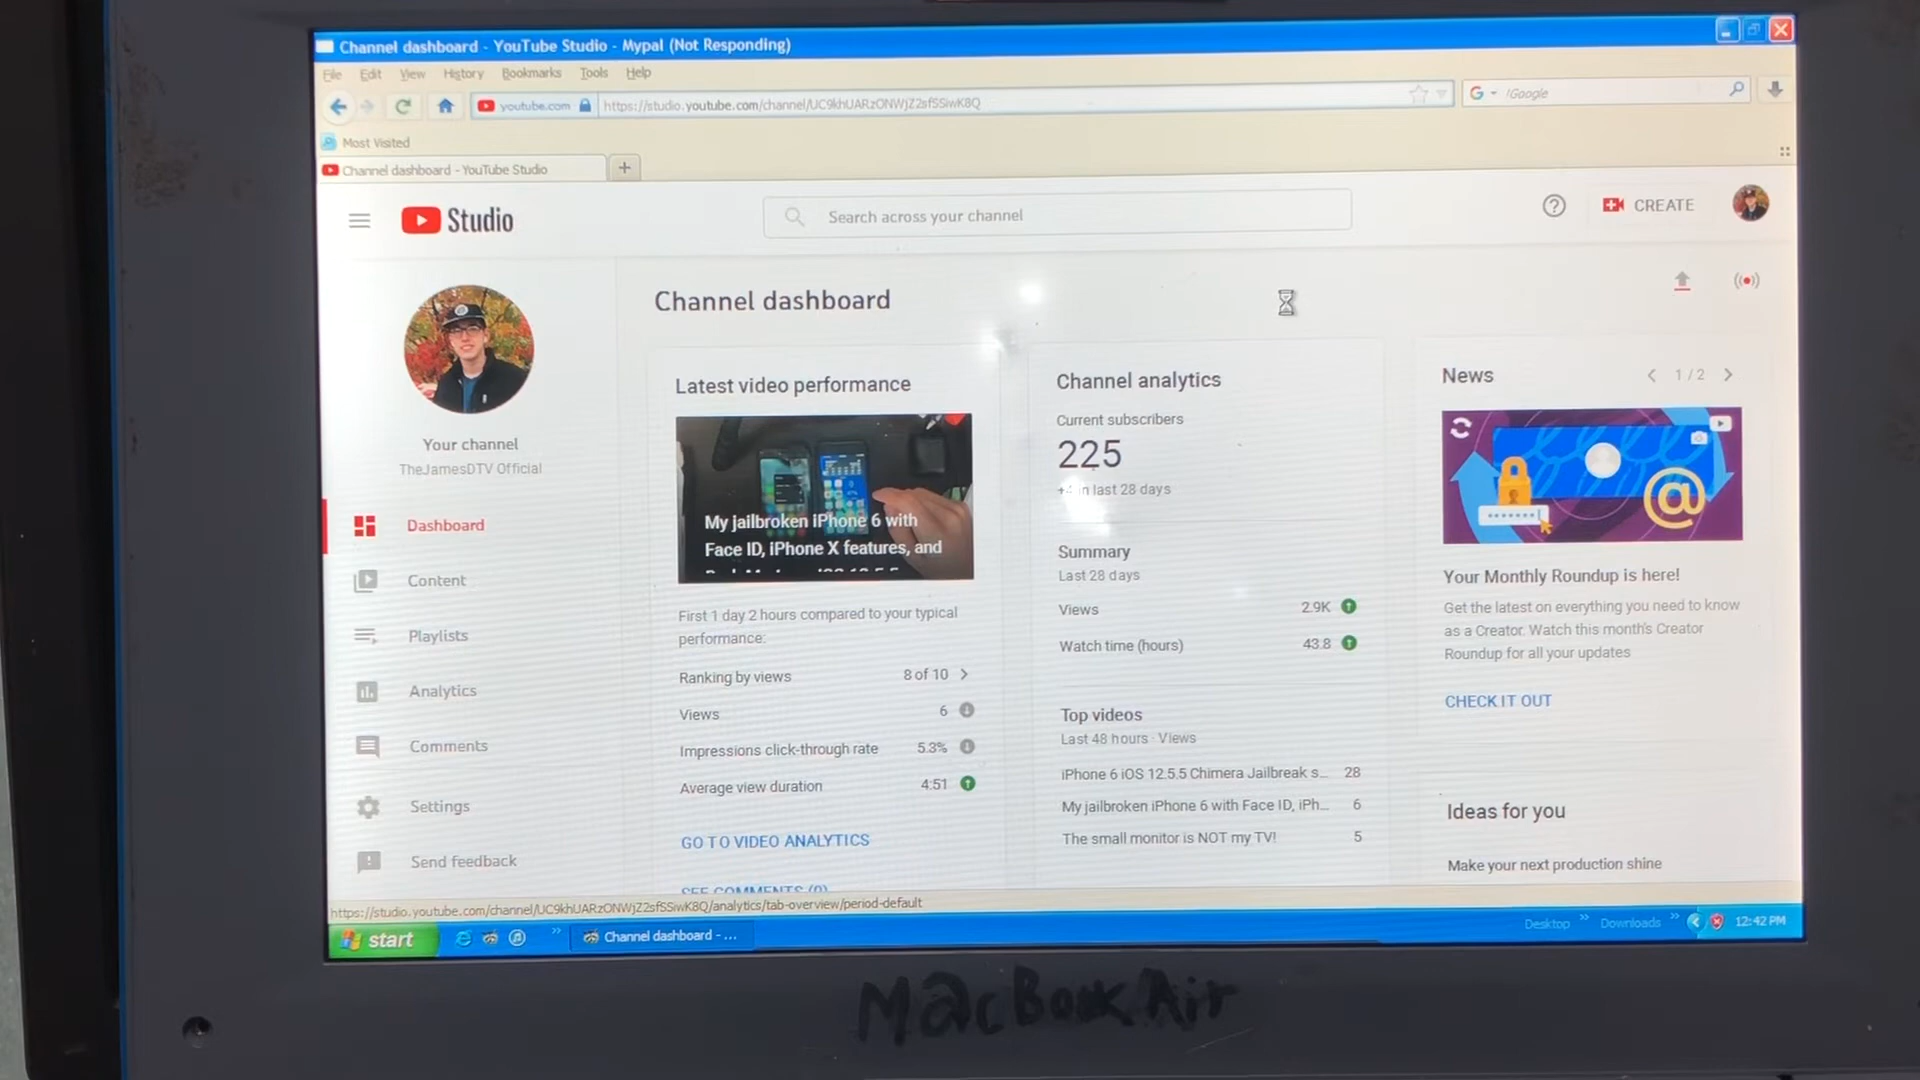 Channel dashboard - YouTube Studio - Mypal (Not Responding)
File Edit View History Bookmarks Tools Help
youtube.com https://studio.youtube.com/channel/UC9khUARzONWjZ2sfSSiwK8Q
Google
Most Visited
Channel dashboard - YouTube Studio
Studio
Search across your channel
CREATE
Your channel
TheJamesDTV Official
Dashboard
Content
Playlists
Analytics
Comments
Settings
Send feedback
Channel dashboard
Latest video performance
My jailbroken iPhone 6 with
Face ID, iPhone X features, and
First 1 day 2 hours compared to your typical
performance:
Ranking by views 8 of 10
Views 6
Impressions click-through rate 5.3%
Average view duration 4:51
GO TO VIDEO ANALYTICS
SEE COMMENTS (0)
Channel analytics
Current subscribers
225
+4 in last 28 days
Summary
Last 28 days
Views 2.9K
Watch time (hours) 43.8
Top videos
Last 48 hours · Views
iPhone 6 iOS 12.5.5 Chimera Jailbreak s... 28
My jailbroken iPhone 6 with Face ID, iPh... 6
The small monitor is NOT my TV! 5
News
1 / 2
Your Monthly Roundup is here!
Get the latest on everything you need to know
as a Creator. Watch this month's Creator
Roundup for all your updates
CHECK IT OUT
Ideas for you
Make your next production shine
https://studio.youtube.com/channel/UC9khUARzONWjZ2sfSSiwK8Q/analytics/tab-overview/period-default
start
Channel dashboard - ...
Desktop
Downloads
12:42 PM
MacBook Air